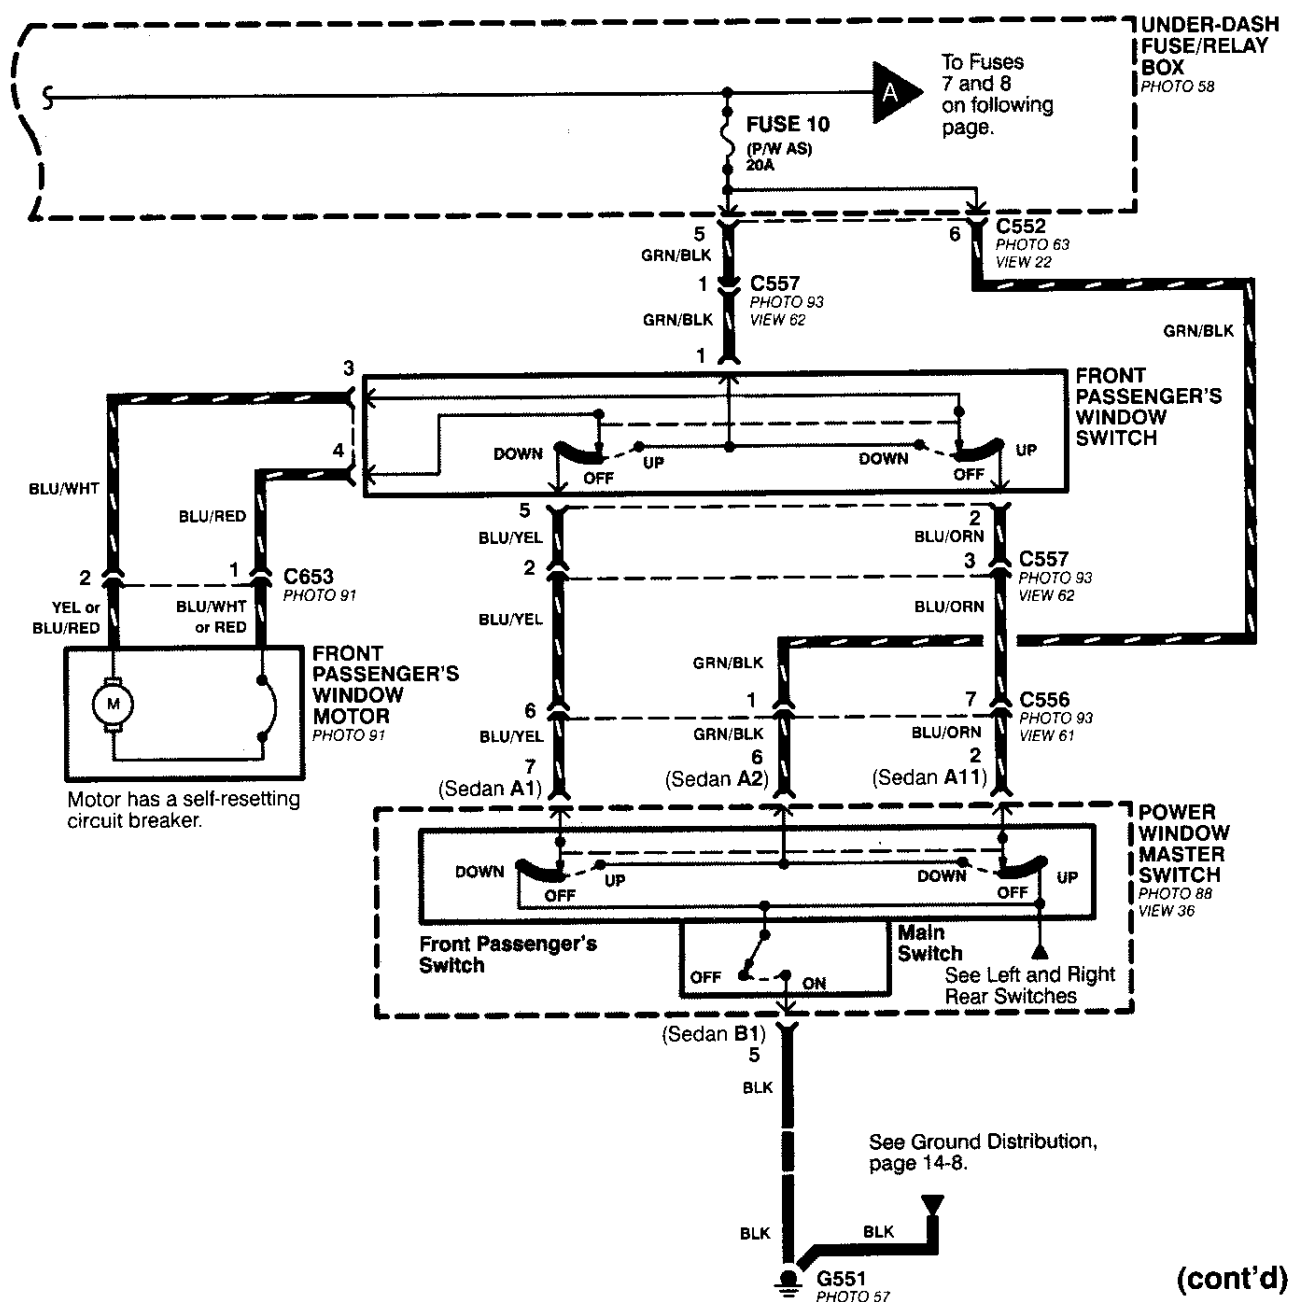 UNDER-DASH
FUSE/RELAY
BOX
PHOTO 58
To Fuses
7 and 8
on following
page.
A
FUSE 10
(P/W AS)
20A
5
GRN/BLK
6
C552
PHOTO 63
VIEW 22
1
C557
PHOTO 93
VIEW 62
GRN/BLK
GRN/BLK
1
3
4
FRONT
PASSENGER'S
WINDOW
SWITCH
DOWN
OFF
UP
DOWN
OFF
UP
BLU/WHT
BLU/RED
5
BLU/YEL
2
BLU/ORN
2
1
C653
PHOTO 91
2
3
C557
PHOTO 93
VIEW 62
YEL or
BLU/RED
BLU/WHT
or RED
BLU/YEL
BLU/ORN
FRONT
PASSENGER'S
WINDOW
MOTOR
PHOTO 91
M
GRN/BLK
6
1
7
C556
PHOTO 93
VIEW 61
BLU/YEL
GRN/BLK
BLU/ORN
7
(Sedan A1)
6
(Sedan A2)
2
(Sedan A11)
Motor has a self-resetting
circuit breaker.
POWER
WINDOW
MASTER
SWITCH
PHOTO 88
VIEW 36
DOWN
OFF
UP
DOWN
OFF
UP
Front Passenger's
Switch
Main
Switch
OFF
ON
See Left and Right
Rear Switches
(Sedan B1)
5
BLK
See Ground Distribution,
page 14-8.
BLK
BLK
G551
PHOTO 57
(cont'd)